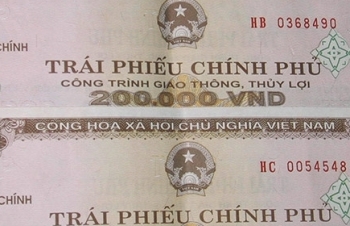 HB 0368490
CHÍNH
TRÁI PHIẾU CHÍNH PHỦ
CÔNG TRÌNH GIAO THÔNG, THỦY LỢI
200.000 VND
CỘNG HÒA XÃ HỘI CHỦ NGHĨA VIỆT NAM
HC 0054548
CHÍNH
TRÁI PHIẾU CHÍNH PHỦ